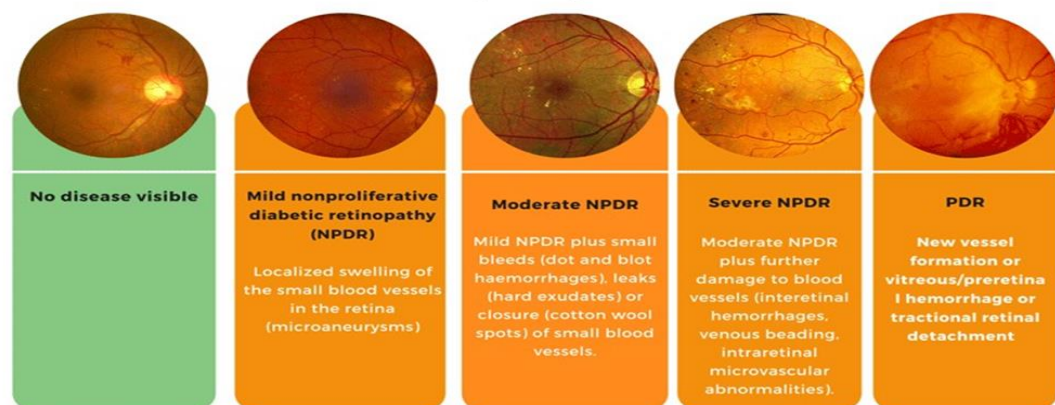 No disease visible
Mild nonproliferative
diabetic retinopathy
(NPDR)
Localized swelling of
the small blood vessels
in the retina
(microaneurysms)
Moderate NPDR
Mild NPDR plus small
bleeds (dot and blot
haemorrhages), leaks
(hard exudates) or
closure (cotton wool
spots) of small blood
vessels.
Severe NPDR
Moderate NPDR
plus further
damage to blood
vessels (interetinal
hemorrhages,
venous beading,
intraretinal
microvascular
abnormalities).
PDR
New vessel
formation or
vitreous/preretina
l hemorrhage or
tractional retinal
detachment